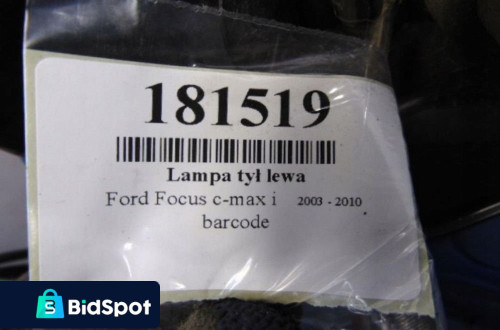 181519
Lampa tył lewa
Ford Focus c-max i 2003 - 2010
barcode
S BidSpot